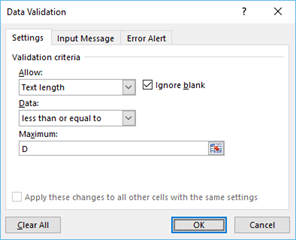 Data Validation ? ×
Settings Input Message Error Alert
Validation criteria
Allow:
Text length Ignore blank
Data:
less than or equal to
Maximum:
D
Apply these changes to all other cells with the same settings
Clear All OK Cancel